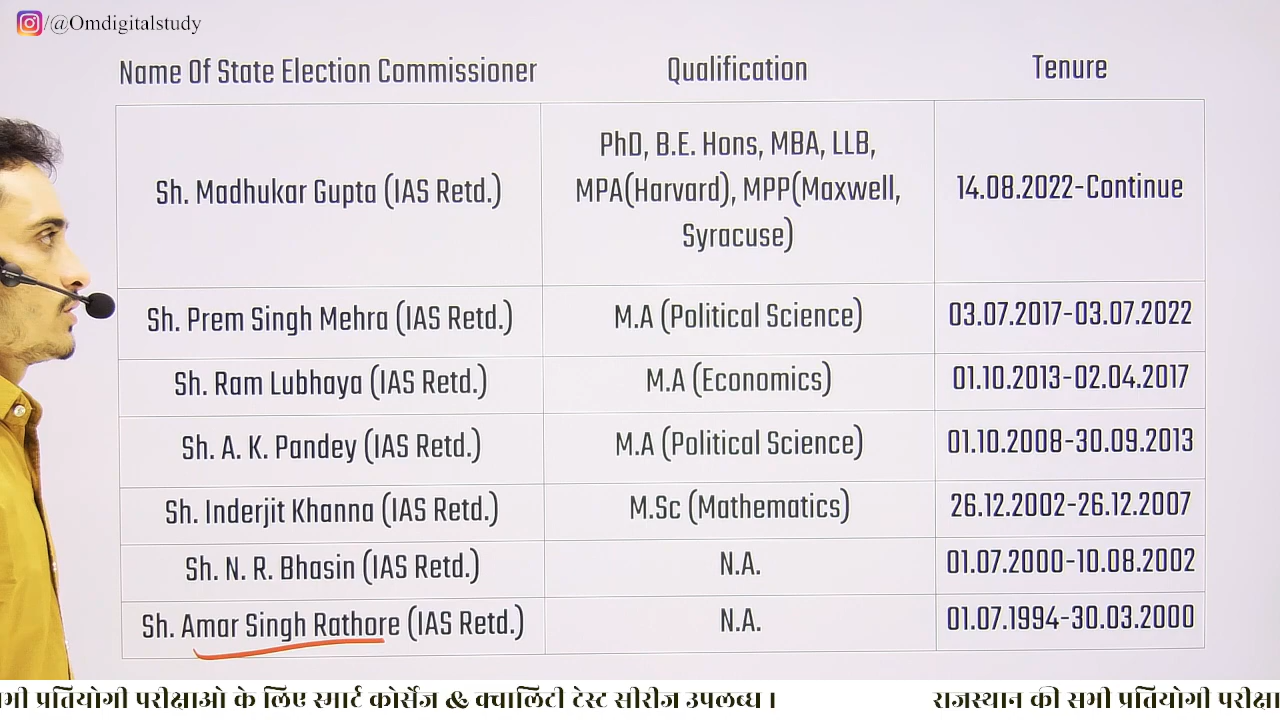 /@Omdigitalstudy
Name Of State Election Commissioner Qualification Tenure
Sh. Madhukar Gupta (IAS Retd.) PhD, B.E. Hons, MBA, LLB, MPA(Harvard), MPP(Maxwell, Syracuse) 14.08.2022-Continue
Sh. Prem Singh Mehra (IAS Retd.) M.A (Political Science) 03.07.2017-03.07.2022
Sh. Ram Lubhaya (IAS Retd.) M.A (Economics) 01.10.2013-02.04.2017
Sh. A. K. Pandey (IAS Retd.) M.A (Political Science) 01.10.2008-30.09.2013
Sh. Inderjit Khanna (IAS Retd.) M.Sc (Mathematics) 26.12.2002-26.12.2007
Sh. N. R. Bhasin (IAS Retd.) N.A. 01.07.2000-10.08.2002
Sh. Amar Singh Rathore (IAS Retd.) N.A. 01.07.1994-30.03.2000
प्रतियोगी परीक्षाओ के लिए स्मार्ट कोर्सेज & क्वालिटी टेस्ट सीरीज उपलब्ध । राजस्थान की सभी प्रतियोगी